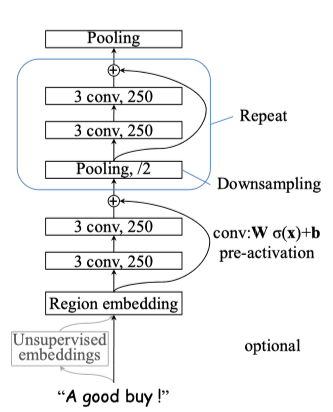 Pooling
3 conv, 250
3 conv, 250
Repeat
Pooling, /2
Downsampling
3 conv, 250
conv:W σ(x)+b
pre-activation
3 conv, 250
Region embedding
Unsupervised
embeddings
optional
“A good buy !”